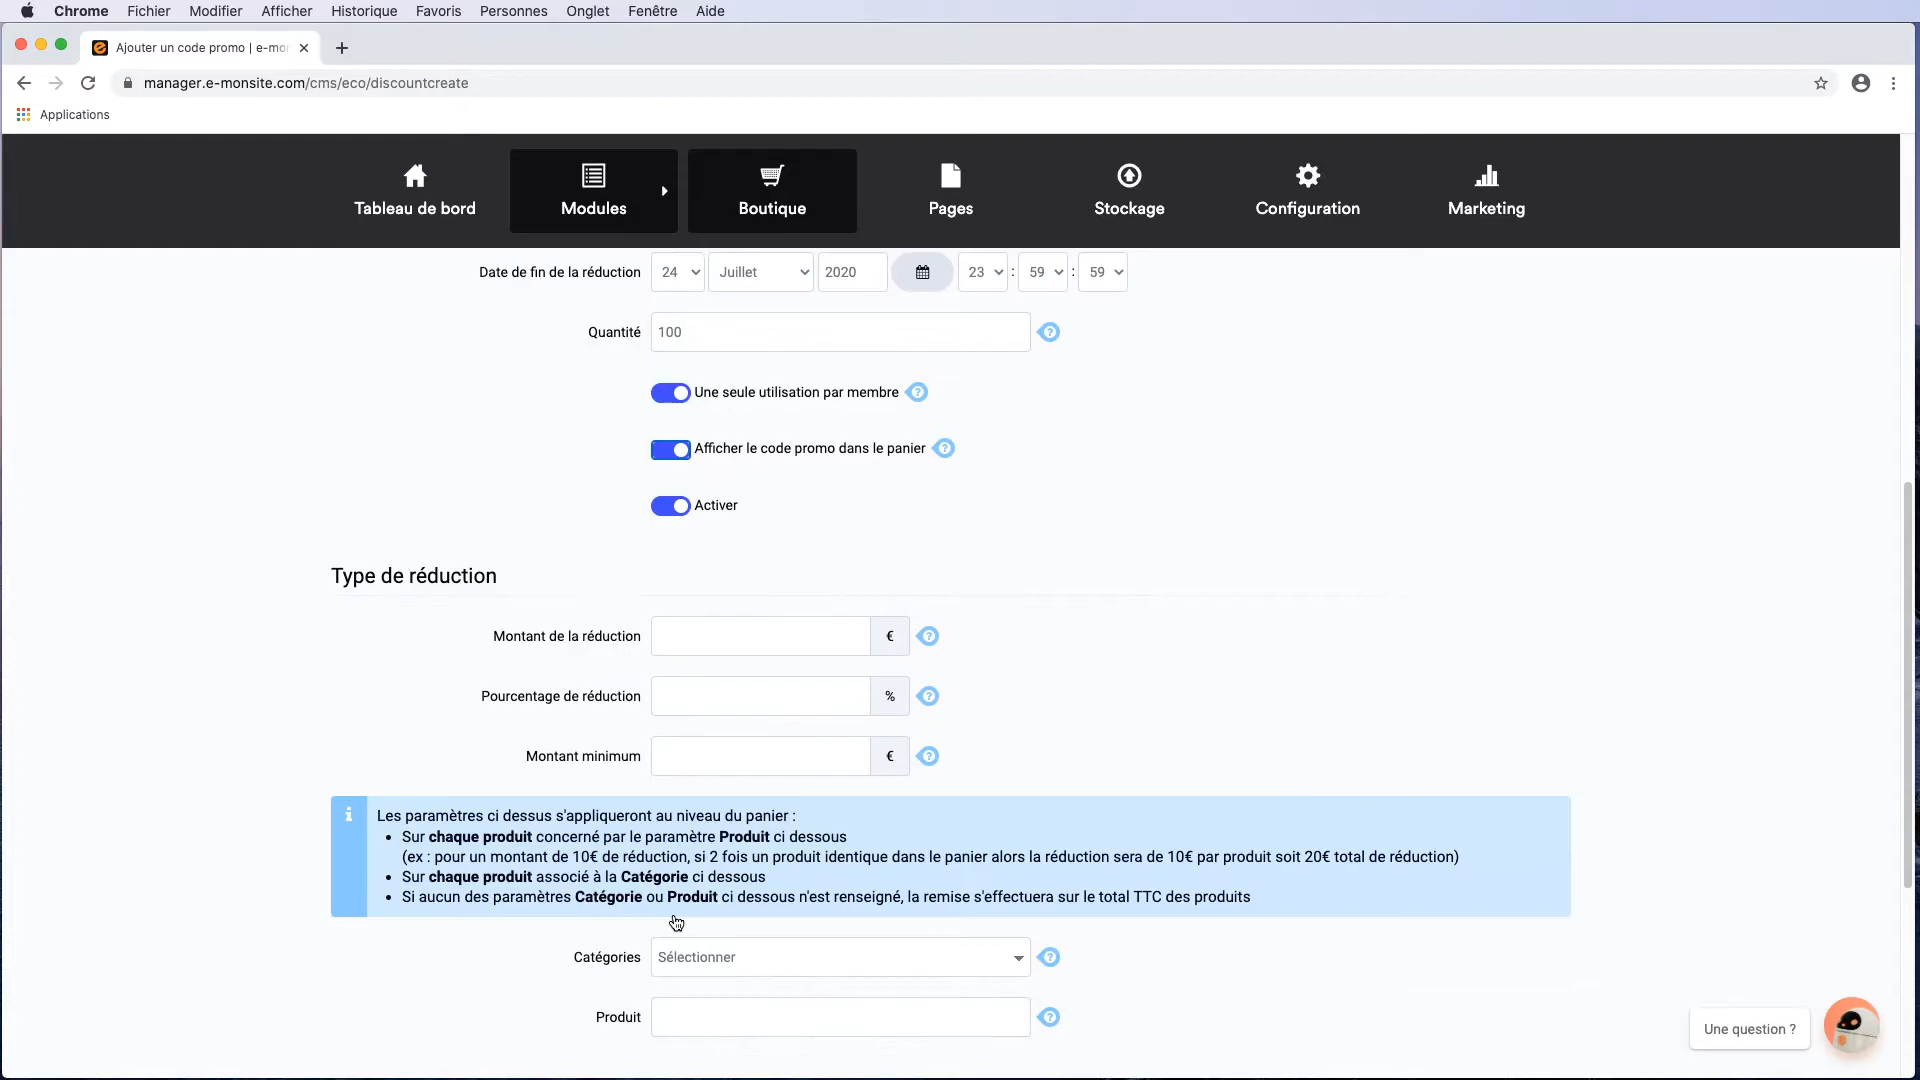 Chrome Fichier Modifier Afficher Historique Favoris Personnes Onglet Fenêtre Aide
Ajouter un code promo | e-mo
manager.e-monsite.com/cms/eco/discountcreate
Applications
Tableau de bord Modules Boutique Pages Stockage Configuration Marketing
Date de fin de la réduction 24 Juillet 2020 23 : 59 : 59
Quantité 100
Une seule utilisation par membre
Afficher le code promo dans le panier
Activer
Type de réduction
Montant de la réduction €
Pourcentage de réduction %
Montant minimum €
Les paramètres ci dessus s'appliqueront au niveau du panier :
• Sur chaque produit concerné par le paramètre Produit ci dessous
(ex : pour un montant de 10€ de réduction, si 2 fois un produit identique dans le panier alors la réduction sera de 10€ par produit soit 20€ total de réduction)
• Sur chaque produit associé à la Catégorie ci dessous
• Si aucun des paramètres Catégorie ou Produit ci dessous n'est renseigné, la remise s'effectuera sur le total TTC des produits
Catégories Sélectionner
Produit
Une question ?